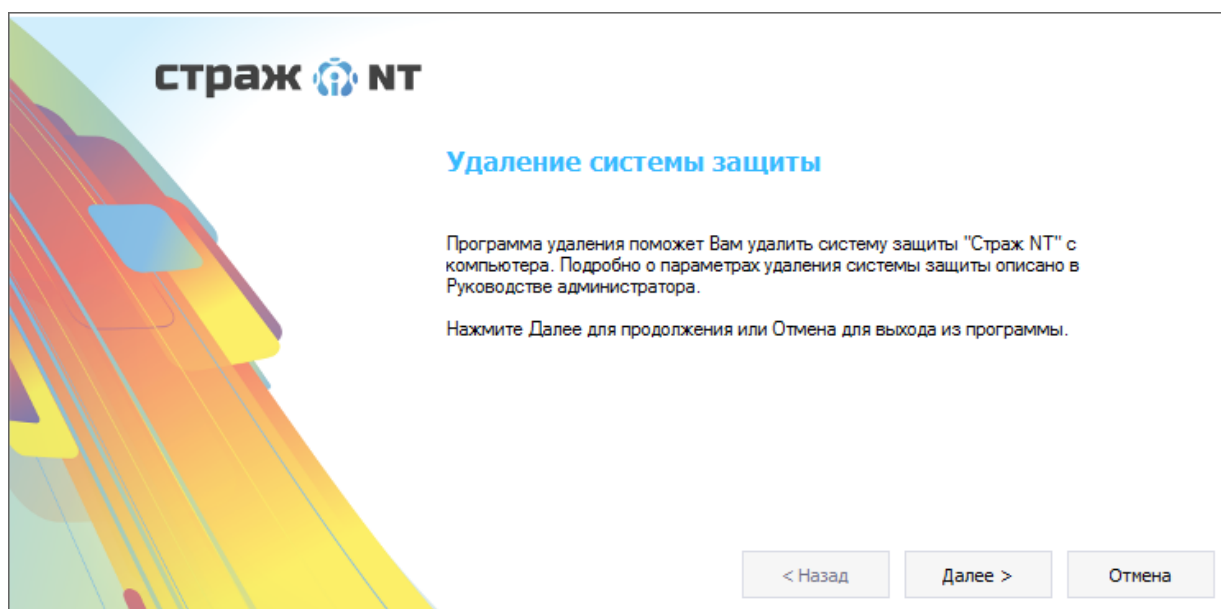 страж NT
Удаление системы защиты
Программа удаления поможет Вам удалить систему защиты "Страж NT" с
компьютера. Подробно о параметрах удаления системы защиты описано в
Руководстве администратора.
Нажмите Далее для продолжения или Отмена для выхода из программы.
< Назад Далее > Отмена